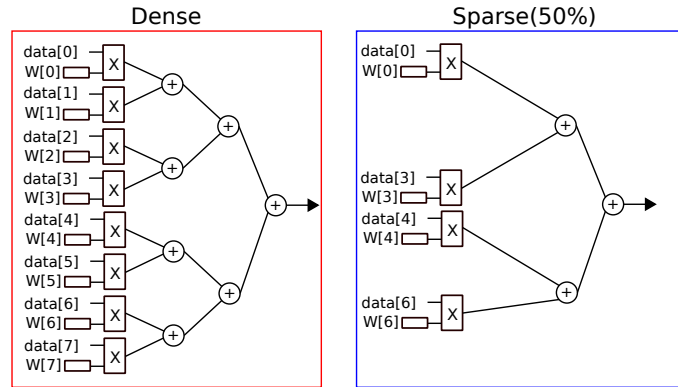 Dense
data[0]
W[0]
X
data[1]
W[1]
X
+
data[2]
W[2]
X
data[3]
W[3]
X
+
+
data[4]
W[4]
X
data[5]
W[5]
X
+
data[6]
W[6]
X
data[7]
W[7]
X
+
+
+
Sparse(50%)
data[0]
W[0]
X
data[3]
W[3]
X
+
data[4]
W[4]
X
data[6]
W[6]
X
+
+